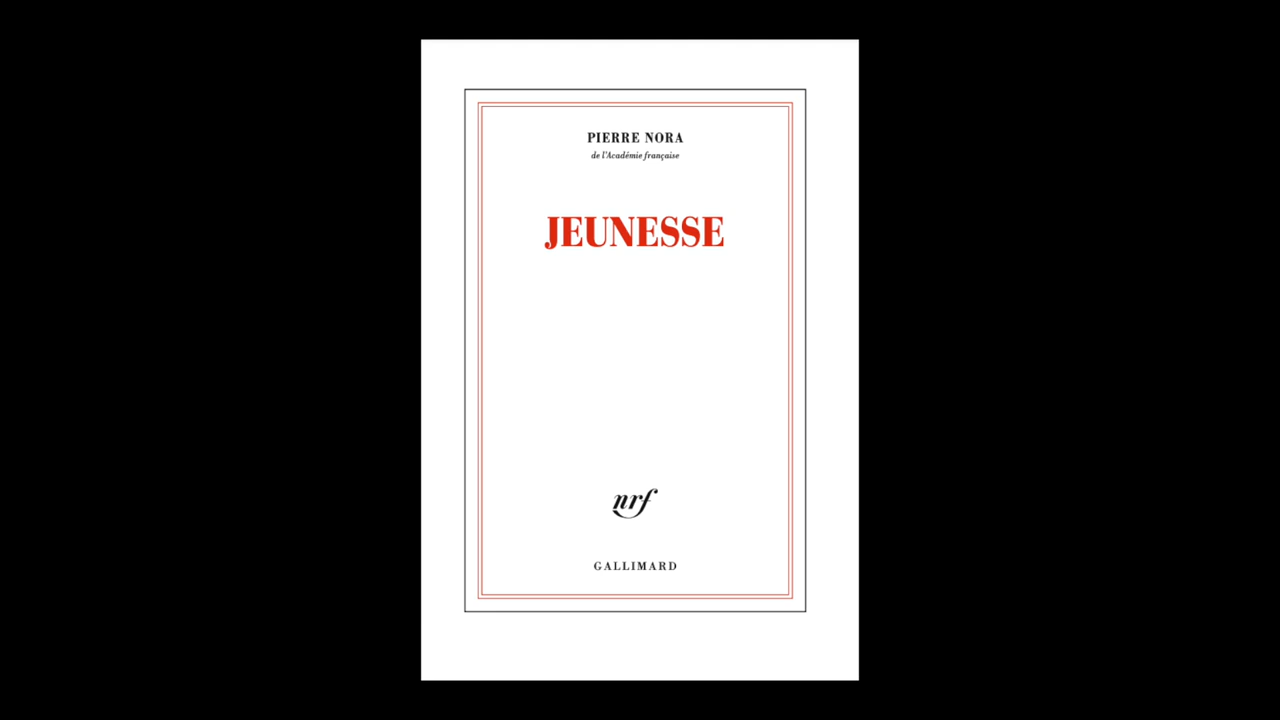 PIERRE NORA
de l'Académie française
JEUNESSE
nrf
GALLIMARD